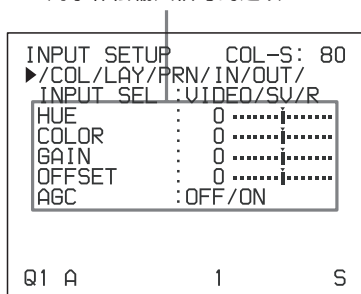 INPUT SETUP COL-S: 80
▶/COL/LAY/PRN/IN/OUT/
INPUT SEL :VIDEO/SV/R
HUE : 0
COLOR : 0
GAIN : 0
OFFSET : 0
AGC :OFF/ON
Q1 A 1 S